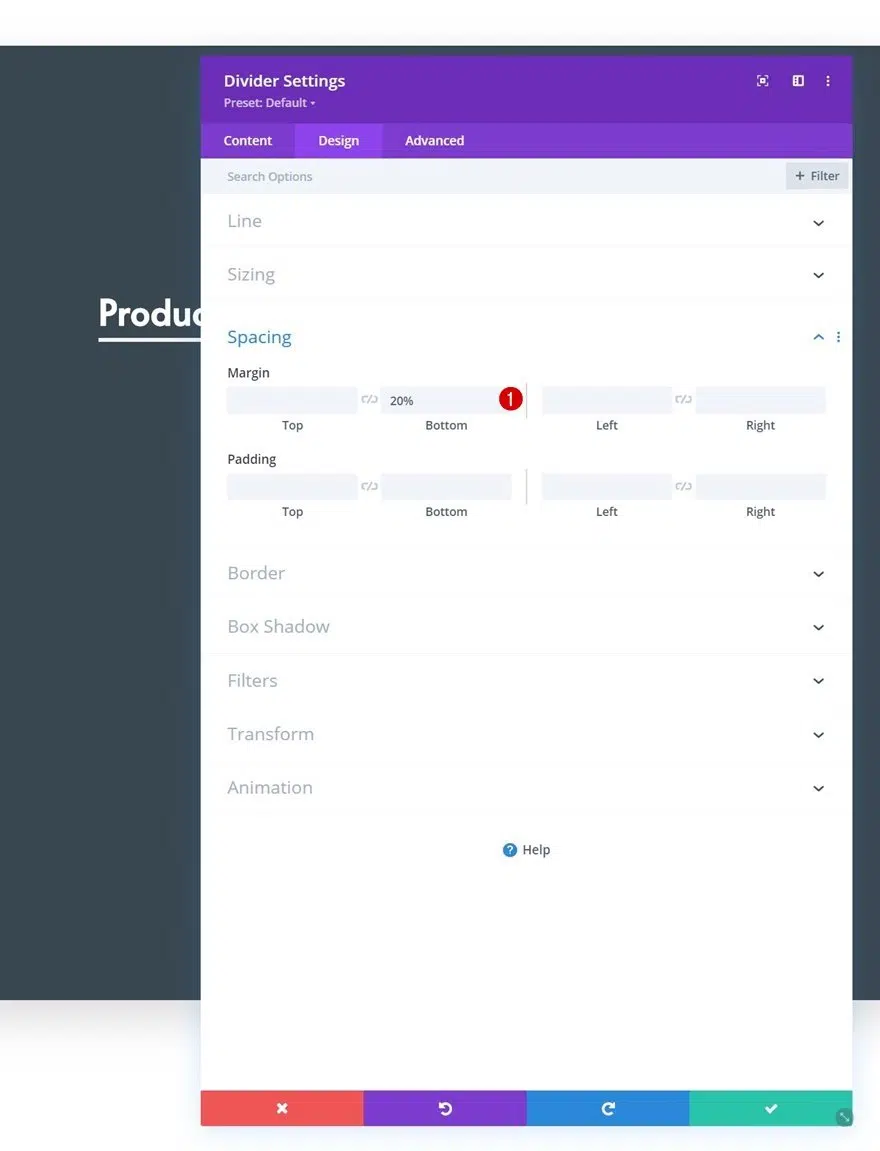 Divider Settings
Preset: Default
Content Design Advanced
Search Options + Filter
Line
Sizing
Produc
Spacing
Margin
20% 1
Top Bottom Left Right
Padding
Top Bottom Left Right
Border
Box Shadow
Filters
Transform
Animation
? Help